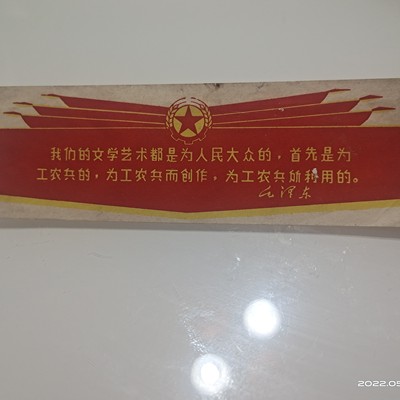 我们的文学艺术都是为人民大众的，首先是为
工农兵的，为工农兵而创作，为工农兵所利用的。
毛泽东
2022.05